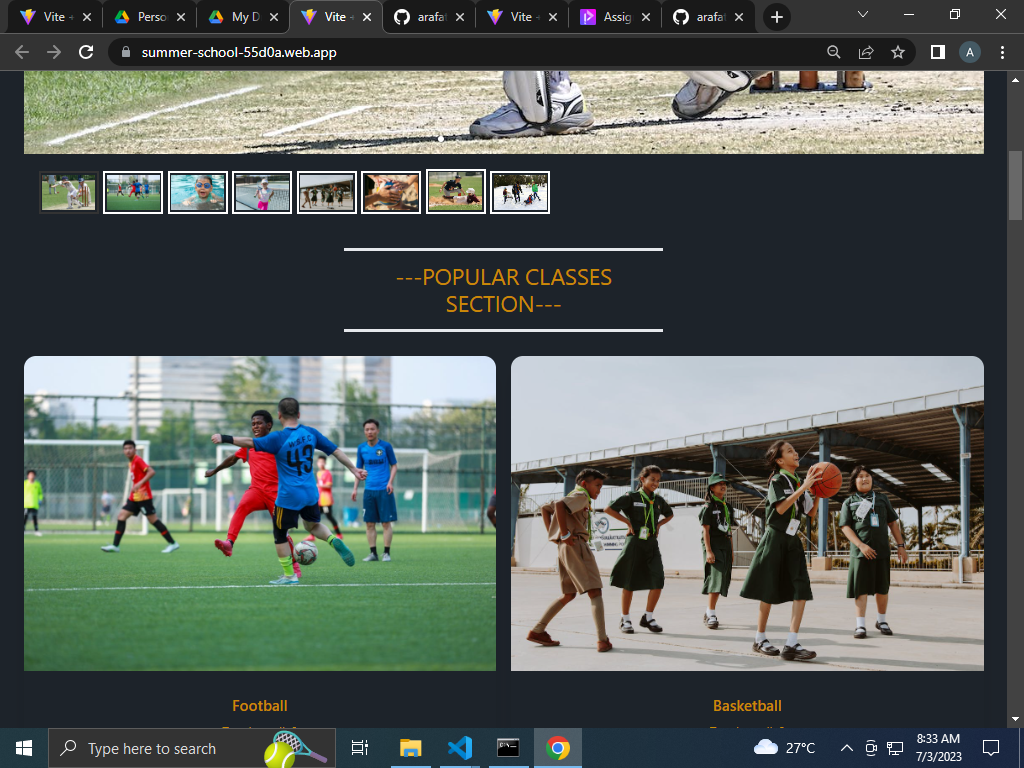 Vite
Perso
My D
Vite
arafat
Vite
Assig
arafat
summer-school-55d0a.web.app
A
---POPULAR CLASSES
SECTION---
43
Football
Basketball
Type here to search
27°C
8:33 AM
7/3/2023